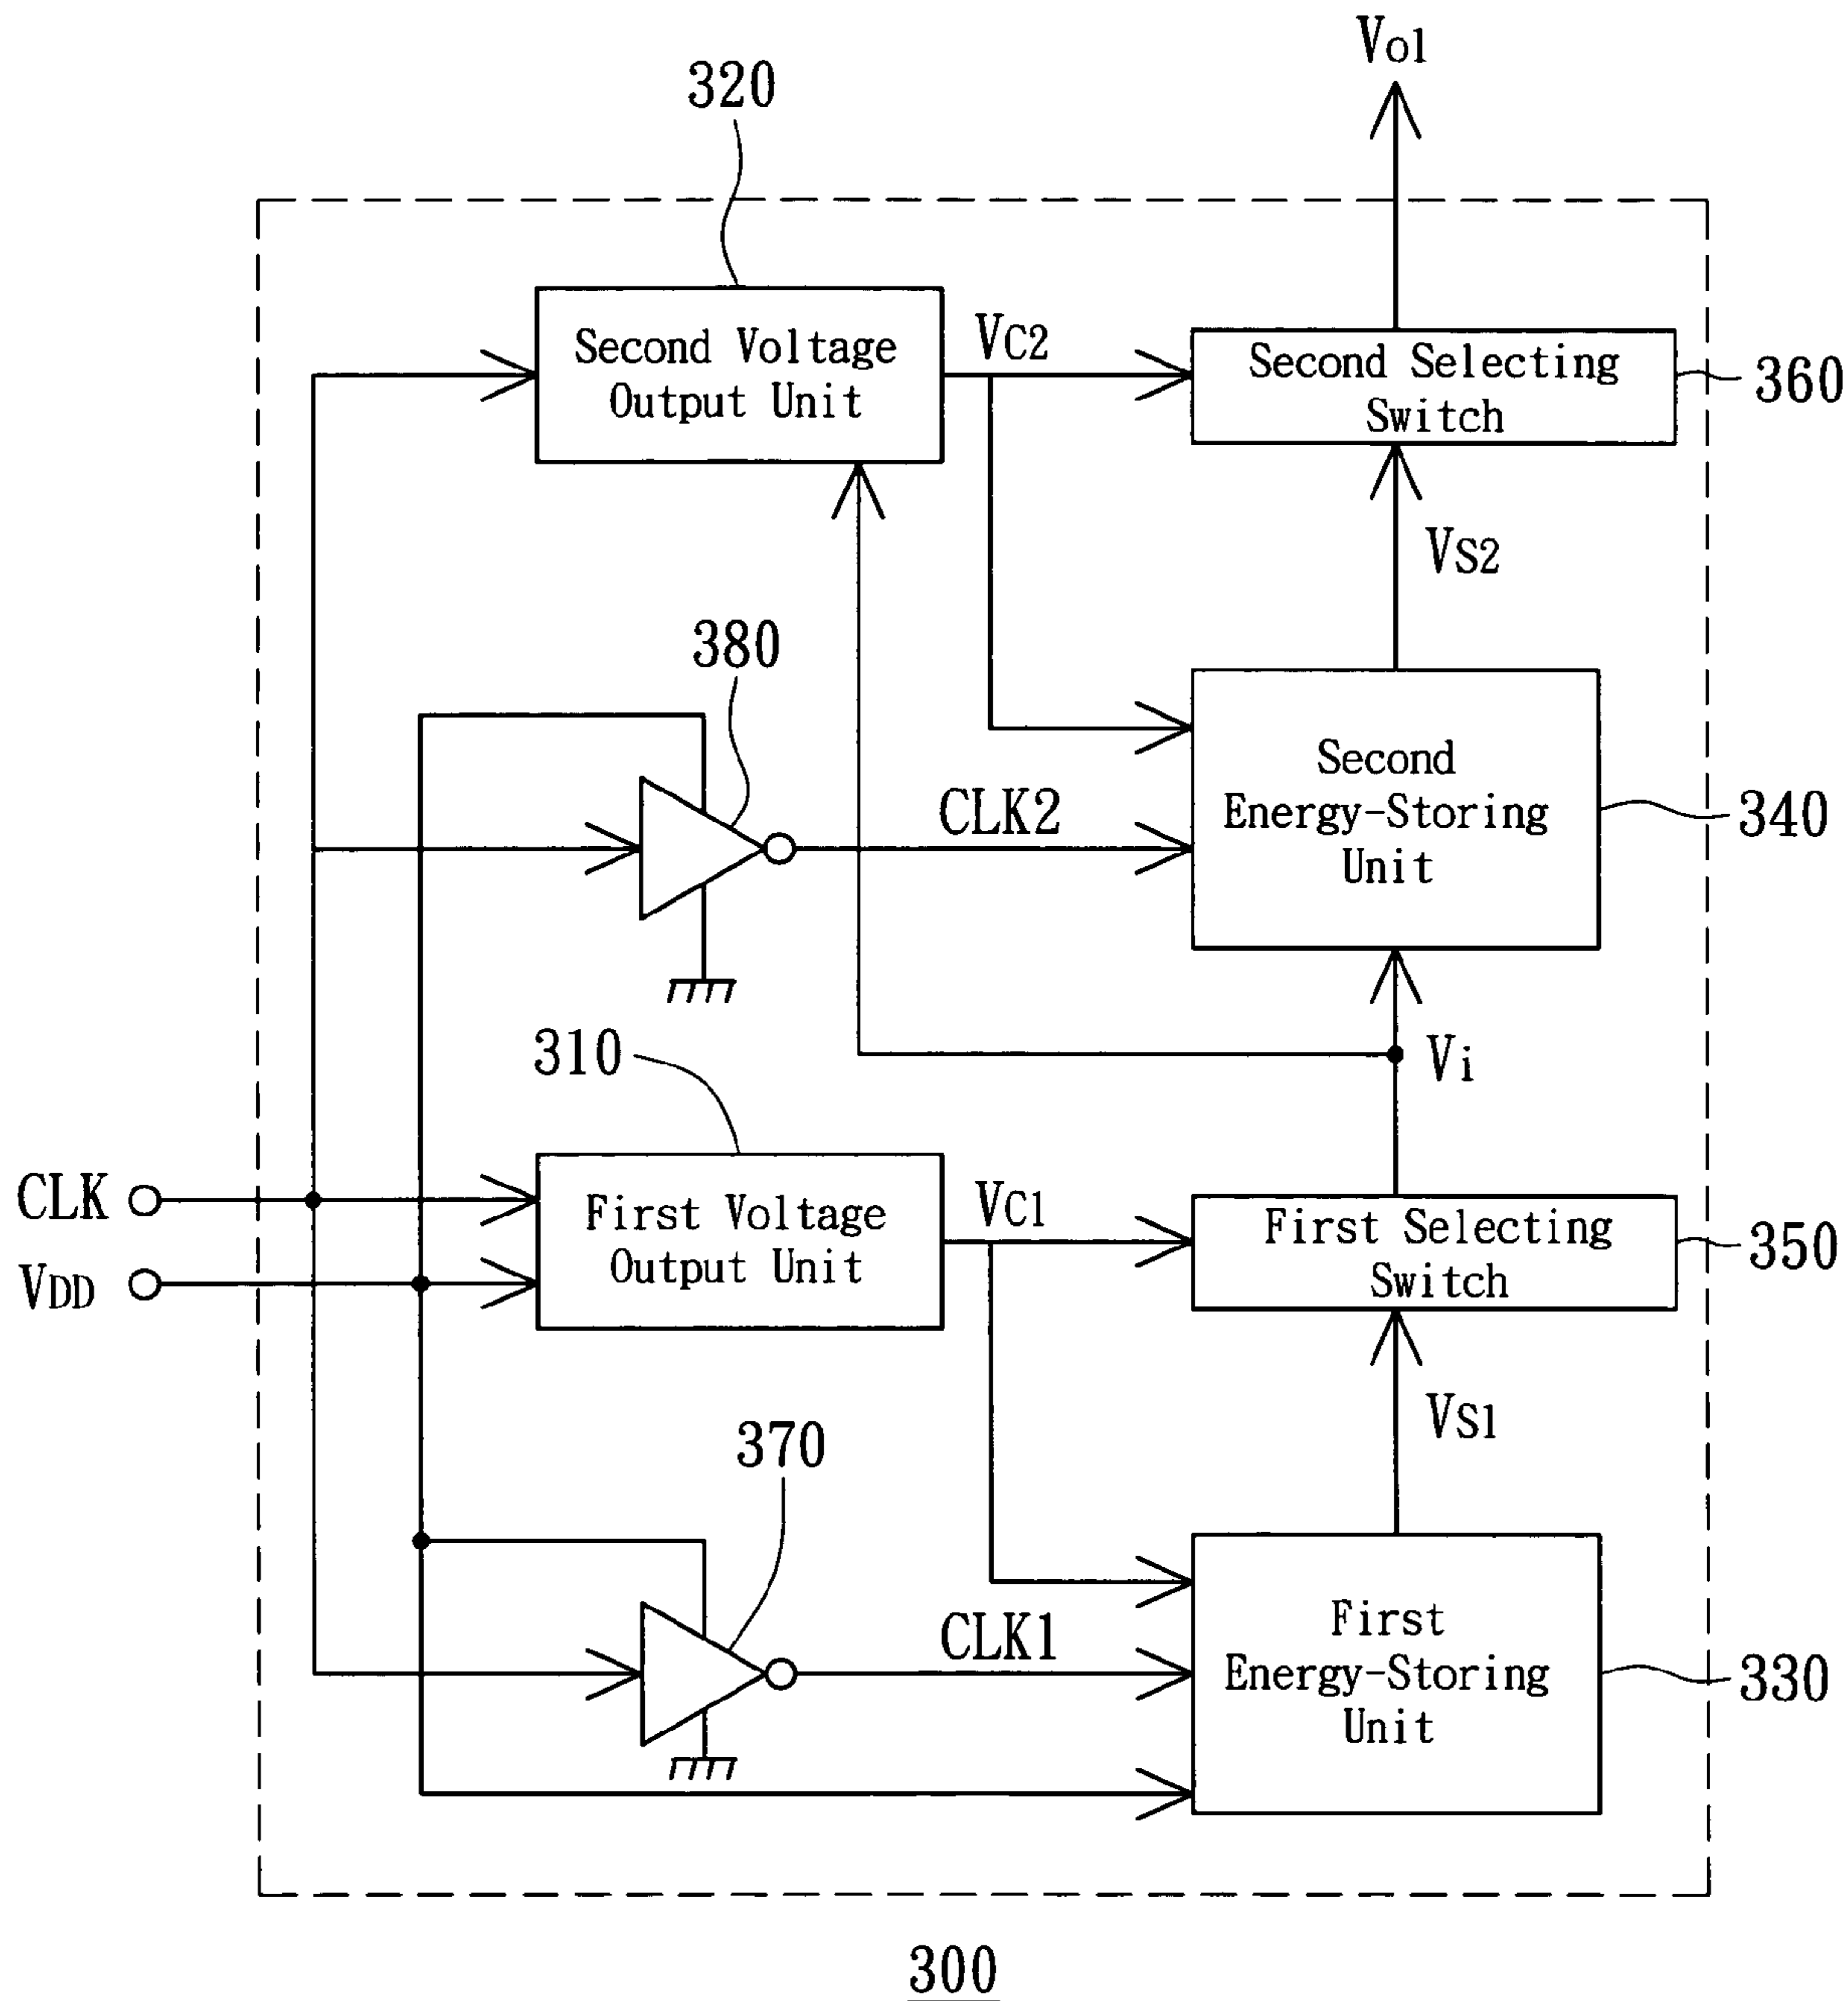 Vo1
320
Second Voltage
Output Unit
VC2
Second Selecting
Switch
360
VS2
380
CLK2
Second
Energy-Storing
Unit
340
310
Vi
CLK
VDD
First Voltage
Output Unit
VC1
First Selecting
Switch
350
VS1
370
CLK1
First
Energy-Storing
Unit
330
300